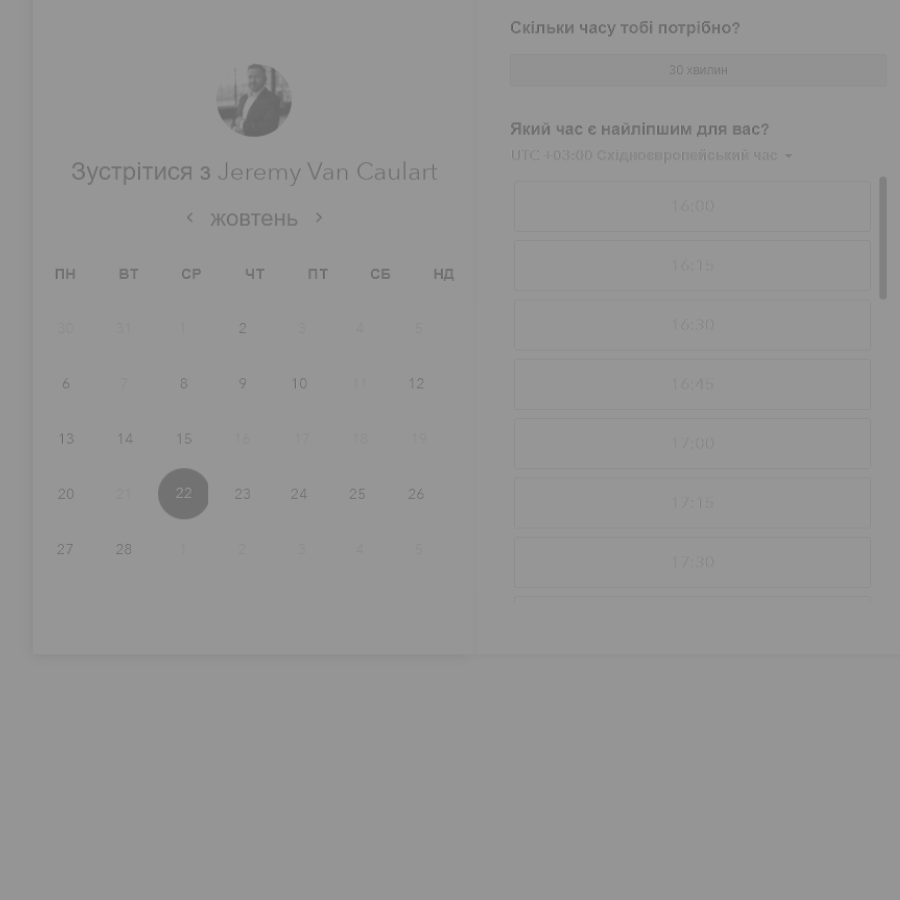 Зустрітися з Jeremy Van Caulart
жовтень
ПН ВТ СР ЧТ ПТ СБ НД
30 31 1 2 3 4 5
6 7 8 9 10 11 12
13 14 15 16 17 18 19
20 21 22 23 24 25 26
27 28 1 2 3 4 5
Скільки часу тобі потрібно?
30 хвилин
Який час є найліпшим для вас?
UTC +03:00 Східноєвропейський час
16:00
16:15
16:30
16:45
17:00
17:15
17:30